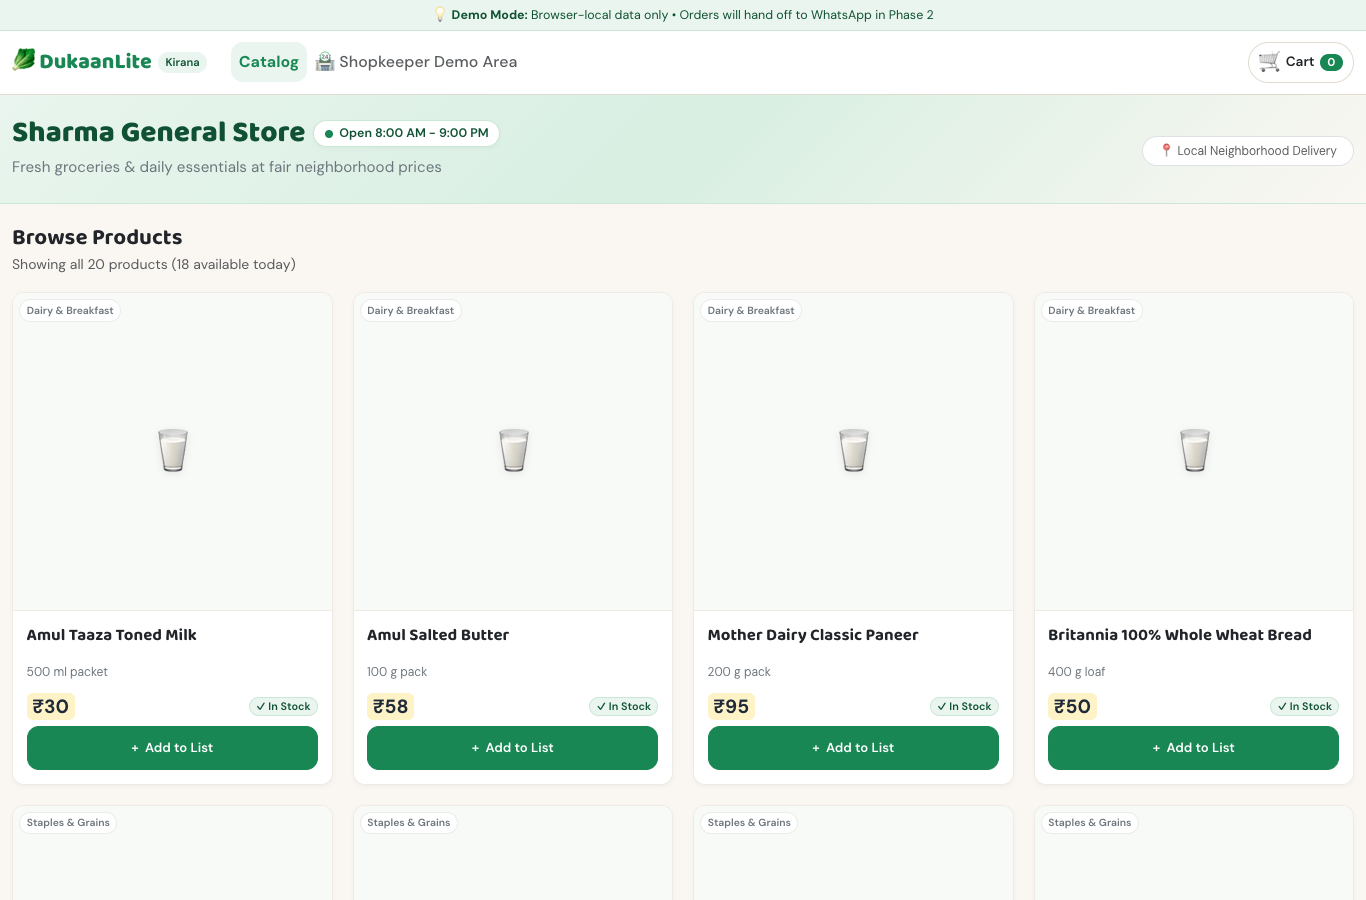 Demo Mode: Browser-local data only • Orders will hand off to WhatsApp in Phase 2
DukaanLite Kirana Catalog Shopkeeper Demo Area Cart 0
Sharma General Store Open 8:00 AM - 9:00 PM
Fresh groceries & daily essentials at fair neighborhood prices
Local Neighborhood Delivery
Browse Products
Showing all 20 products (18 available today)
Dairy & Breakfast
Amul Taaza Toned Milk
500 ml packet
₹30 ✓ In Stock
+ Add to List
Dairy & Breakfast
Amul Salted Butter
100 g pack
₹58 ✓ In Stock
+ Add to List
Dairy & Breakfast
Mother Dairy Classic Paneer
200 g pack
₹95 ✓ In Stock
+ Add to List
Dairy & Breakfast
Britannia 100% Whole Wheat Bread
400 g loaf
₹50 ✓ In Stock
+ Add to List
Staples & Grains
Staples & Grains
Staples & Grains
Staples & Grains